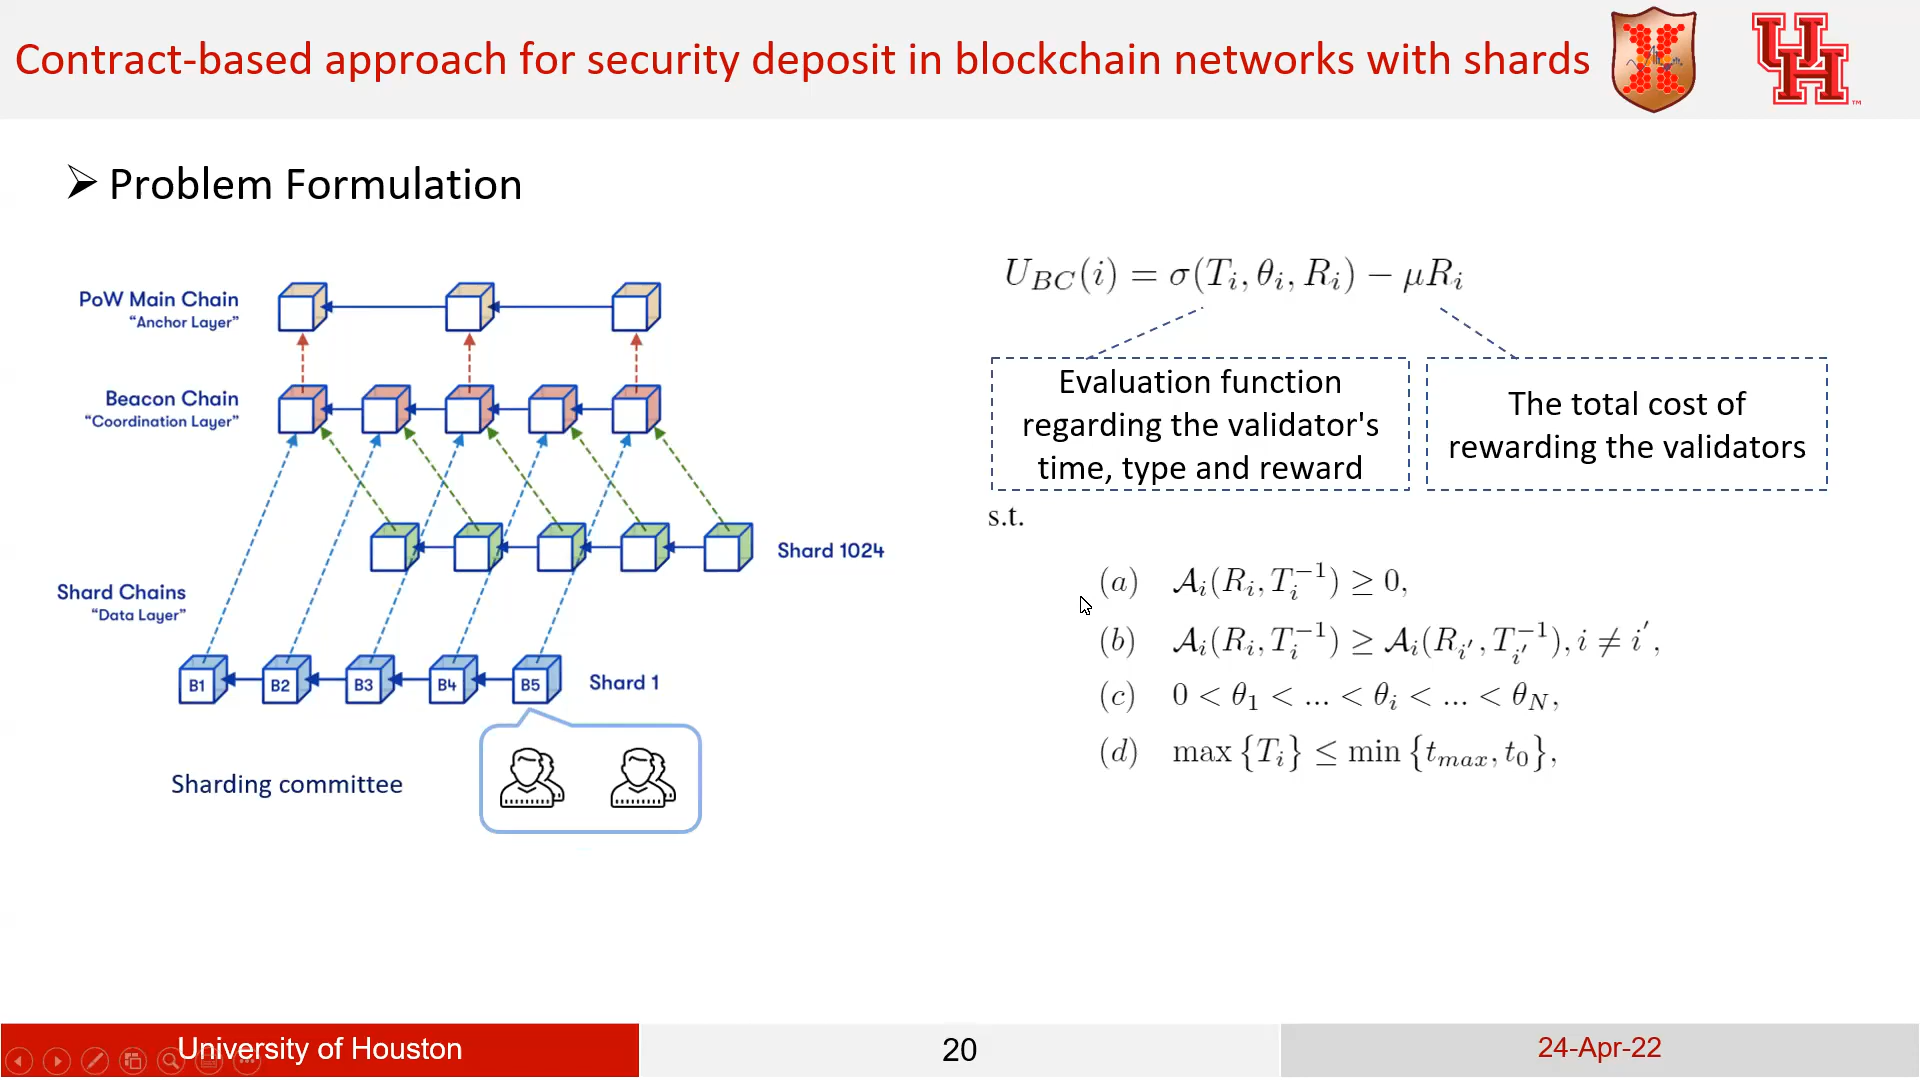 Contract-based approach for security deposit in blockchain networks with shards
UH
™
➢ Problem Formulation
PoW Main Chain
“Anchor Layer”
Beacon Chain
“Coordination Layer”
Shard 1024
Shard Chains
“Data Layer”
B1 B2 B3 B4 B5
Shard 1
Sharding committee
U_{BC}(i) = σ(T_i, θ_i, R_i) − μR_i
Evaluation function
regarding the validator's
time, type and reward
The total cost of
rewarding the validators
s.t.
(a) 𝒜_i(R_i, T_i^{−1}) ≥ 0,
(b) 𝒜_i(R_i, T_i^{−1}) ≥ 𝒜_i(R_{i'}, T_{i'}^{−1}), i ≠ i',
(c) 0 < θ_1 < ... < θ_i < ... < θ_N,
(d) max {T_i} ≤ min {t_{max}, t_0},
University of Houston
20
24-Apr-22